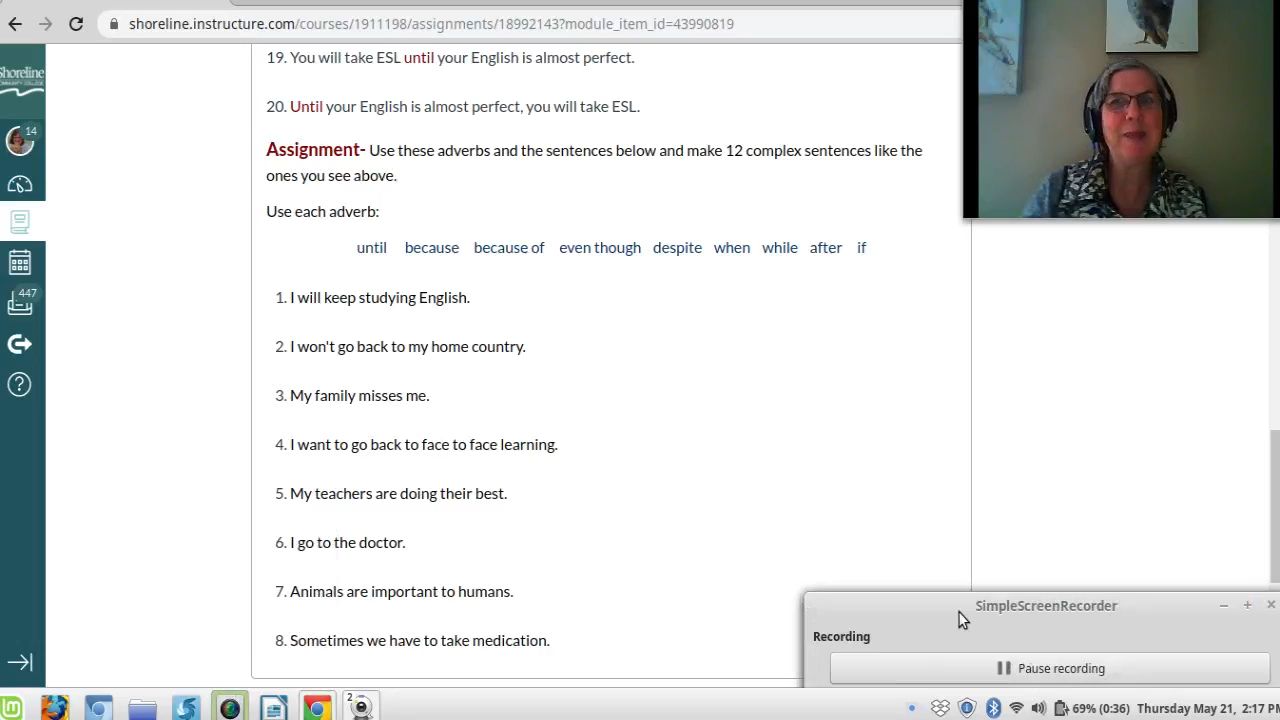 shoreline.instructure.com/courses/1911198/assignments/18992143?module_item_id=43990819
Shoreline
COMMUNITY COLLEGE
14
447
19. You will take ESL until your English is almost perfect.
20. Until your English is almost perfect, you will take ESL.
Assignment- Use these adverbs and the sentences below and make 12 complex sentences like the
ones you see above.
Use each adverb:
until because because of even though despite when while after if
1. I will keep studying English.
2. I won't go back to my home country.
3. My family misses me.
4. I want to go back to face to face learning.
5. My teachers are doing their best.
6. I go to the doctor.
7. Animals are important to humans.
8. Sometimes we have to take medication.
SimpleScreenRecorder
Recording
Pause recording
2
69% (0:36) Thursday May 21, 2:17 PM